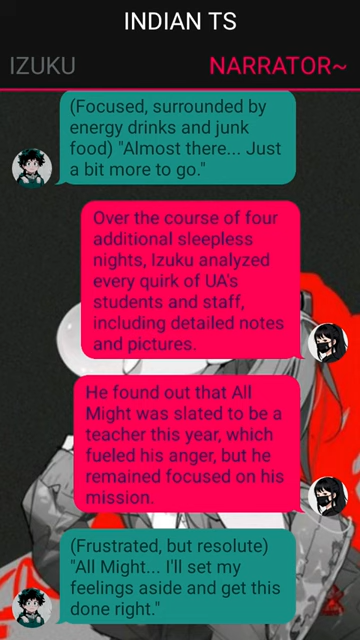 INDIAN TS
IZUKU NARRATOR~
(Focused, surrounded by
energy drinks and junk
food) "Almost there... Just
a bit more to go."
Over the course of four
additional sleepless
nights, Izuku analyzed
every quirk of UA's
students and staff,
including detailed notes
and pictures.
He found out that All
Might was slated to be a
teacher this year, which
fueled his anger, but he
remained focused on his
mission.
(Frustrated, but resolute)
"All Might... I'll set my
feelings aside and get this
done right."